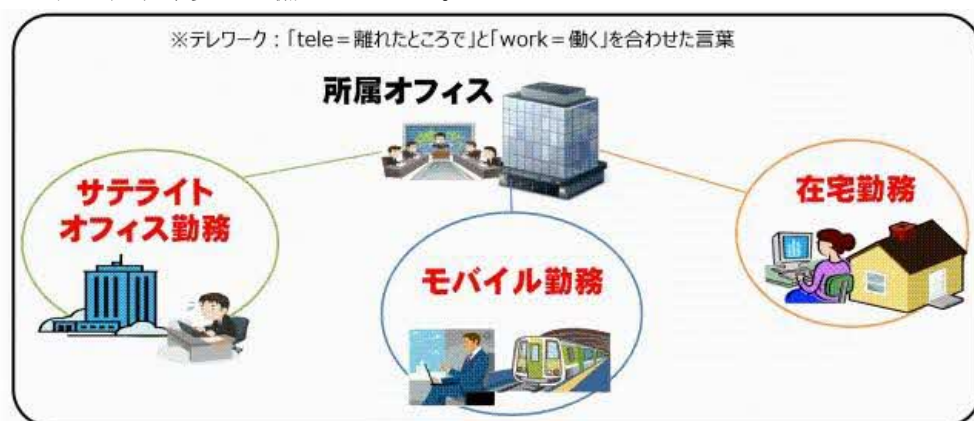 ※テレワーク：「tele＝離れたところで」と「work＝働く」を合わせた言葉
所属オフィス
サテライト
オフィス勤務
モバイル勤務
在宅勤務